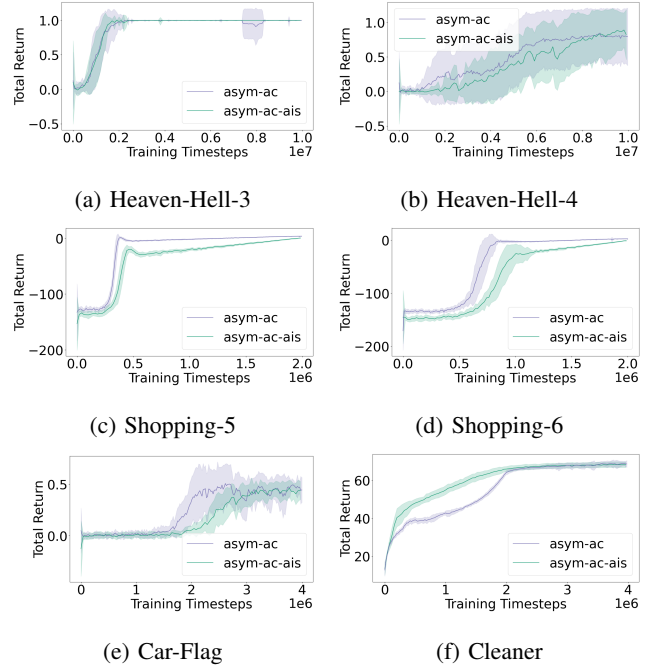 1.0
0.5
0.0
−0.5
Total Return
asym-ac
asym-ac-ais
0.0 0.2 0.4 0.6 0.8 1.0
Training Timesteps 1e7
(a) Heaven-Hell-3
1.0
0.5
0.0
−0.5
Total Return
asym-ac
asym-ac-ais
0.0 0.2 0.4 0.6 0.8 1.0
Training Timesteps 1e7
(b) Heaven-Hell-4
0
−100
−200
Total Return
asym-ac
asym-ac-ais
0.0 0.5 1.0 1.5 2.0
Training Timesteps 1e6
(c) Shopping-5
0
−100
−200
Total Return
asym-ac
asym-ac-ais
0.0 0.5 1.0 1.5 2.0
Training Timesteps 1e6
(d) Shopping-6
0.5
0.0
Total Return
asym-ac
asym-ac-ais
0 1 2 3 4
Training Timesteps 1e6
(e) Car-Flag
60
40
20
Total Return
asym-ac
asym-ac-ais
0 1 2 3 4
Training Timesteps 1e6
(f) Cleaner